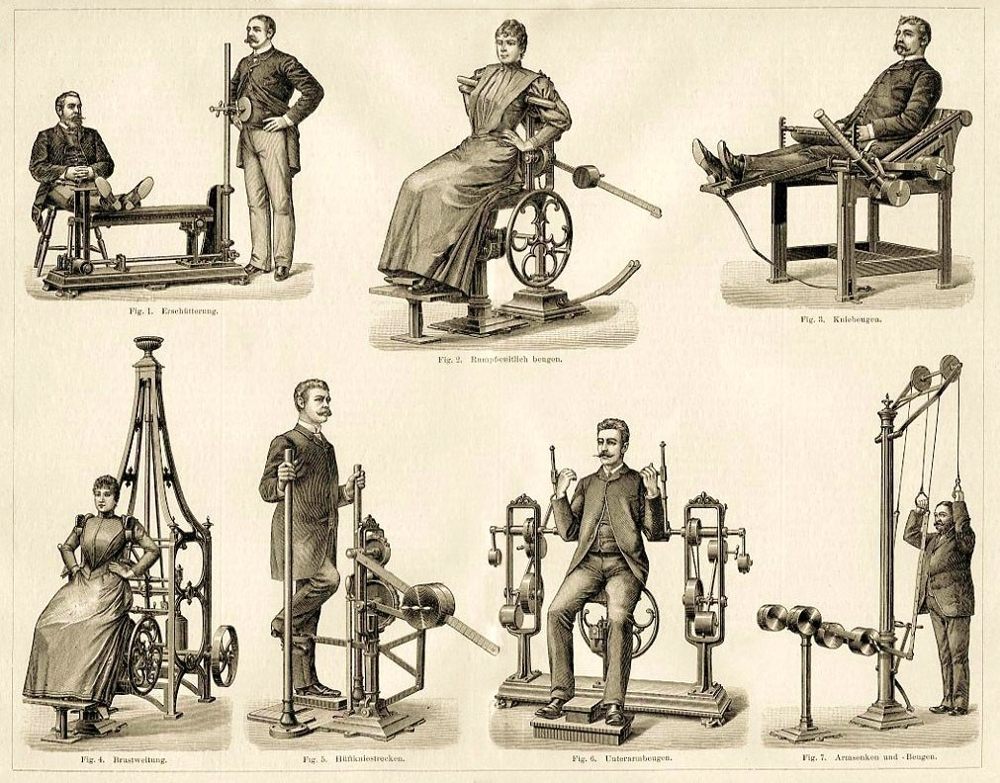 Fig. 1. Erschütterung.
Fig. 2. Rumpfseitlich beugen.
Fig. 3. Kniebeugen.
Fig. 4. Brustweitung.
Fig. 5. Hüftkniestrecken.
Fig. 6. Unterarmbeugen.
Fig. 7. Armsenken und -Beugen.